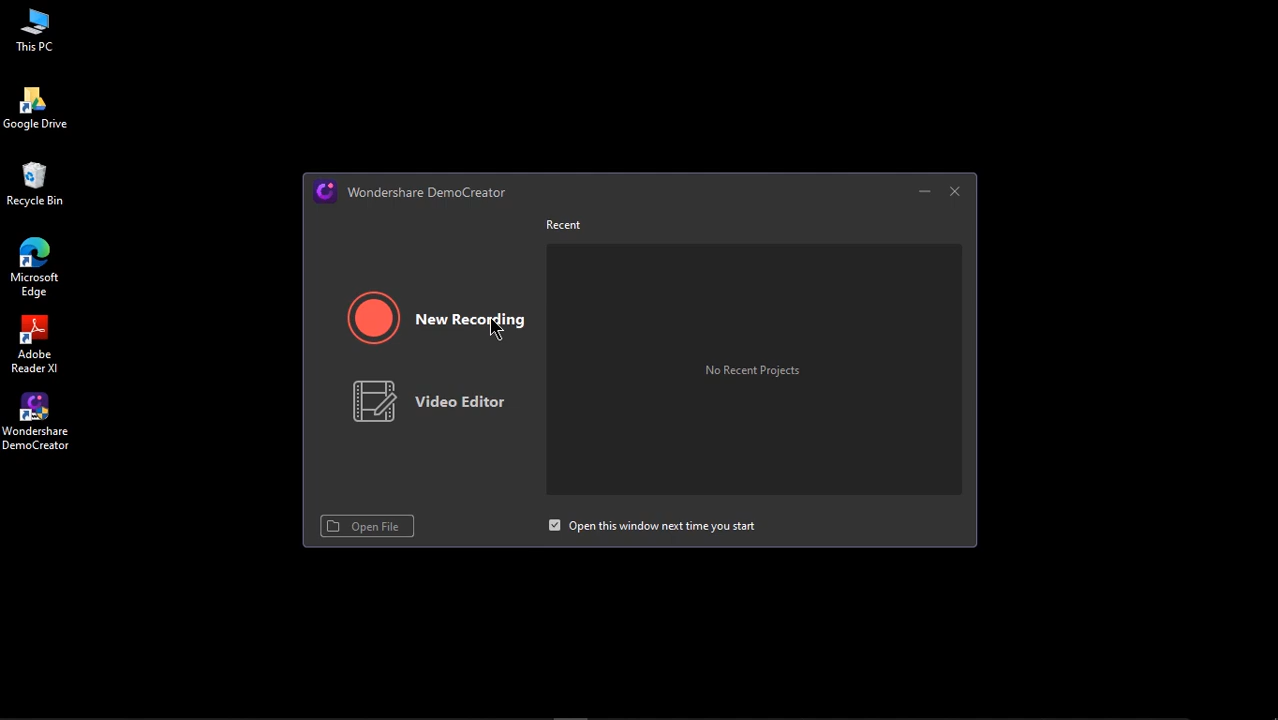 This PC
Google Drive
Recycle Bin
Microsoft
Edge
Adobe
Reader XI
Wondershare
DemoCreator
Wondershare DemoCreator
Recent
New Recording
No Recent Projects
Video Editor
Open File
Open this window next time you start